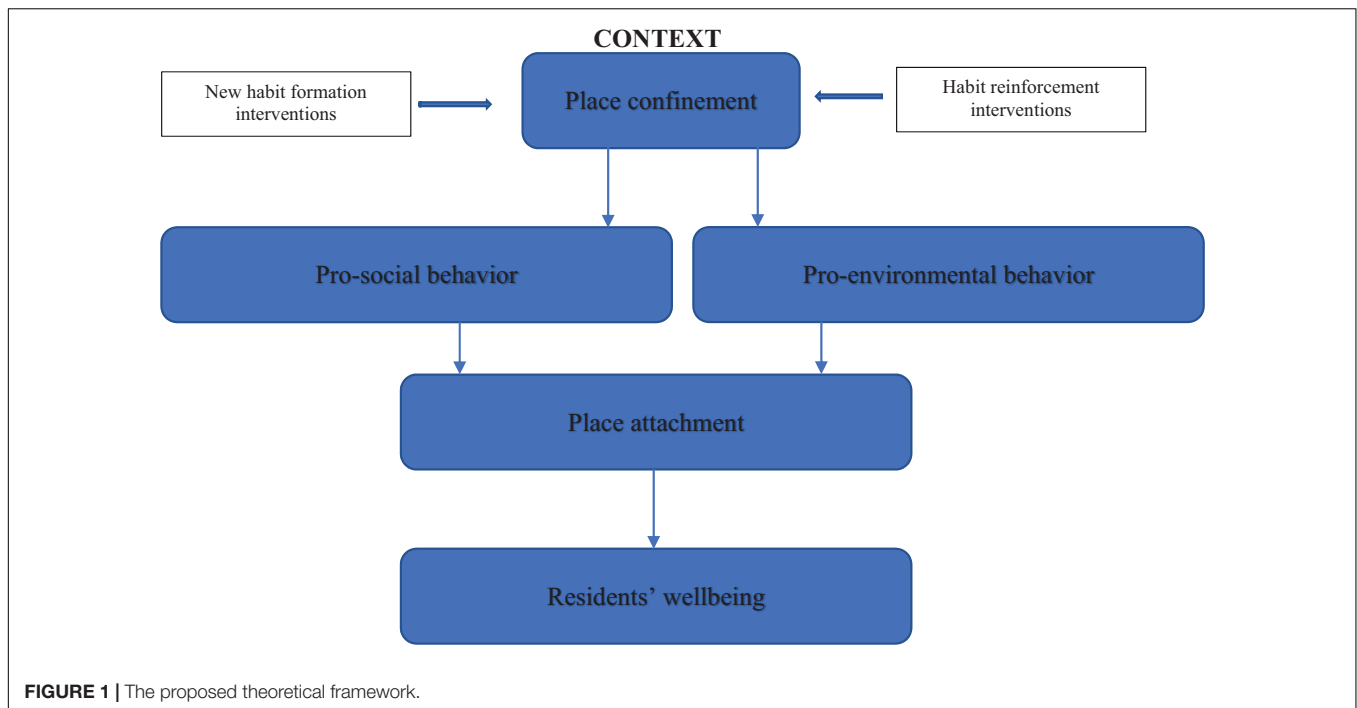 CONTEXT
New habit formation
interventions
Place confinement
Habit reinforcement
interventions
Pro-social behavior
Pro-environmental behavior
Place attachment
Residents’ wellbeing
FIGURE 1 | The proposed theoretical framework.